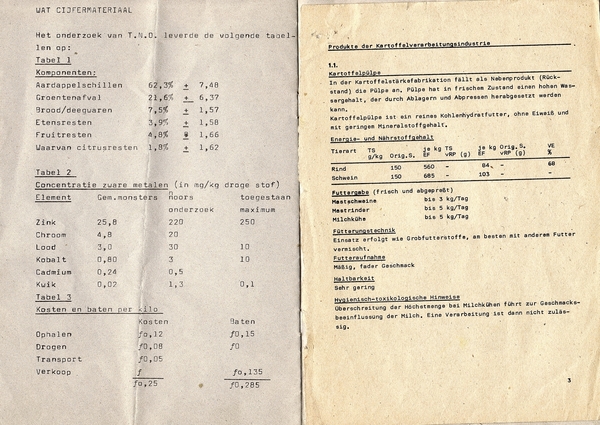 WAT CIJFERMATERIAAL
Het onderzoek van T.N.O. leverde de volgende tabel-
len op:
Tabel 1
Komponenten:
Aardappelschillen 62,3% ± 7,48
Groentenafval 21,6% ± 6,37
Brood/deegwaren 7,5% ± 1,57
Etensresten 3,9% ± 1,58
Fruitresten 4,8% ± 1,66
Waarvan citrusresten 1,8% ± 1,62
Tabel 2
Concentratie zware metalen (in mg/kg droge stof)
Element Gem.monsters noors toegestaan
onderzoek maximum
Zink 25,8 220 250
Chroom 4,8 20
Lood 3,0 30 10
Kobalt 0,80 3 10
Cadmium 0,24 0,5
Kwik 0,02 1,3 0,1
Tabel 3
Kosten en baten per kilo
Kosten Baten
Ophalen ƒo,12 ƒo,15
Drogen ƒo,08 ƒo
Transport ƒo,05
Verkoop ƒ ƒo,135
ƒo,25 ƒo,285
Produkte der Kartoffelverarbeitungsindustrie
1.1.
Kartoffelpülpe
In der Kartoffelstärkefabrikation fällt als Nebenprodukt (Rück-
stand) die Pülpe an. Pülpe hat in frischem Zustand einen hohen Was-
sergehalt, der durch Ablagern und Abpressen herabgesetzt werden
kann.
Kartoffelpülpe ist ein reines Kohlenhydratfutter, ohne Eiweiß und
mit geringem Mineralstoffgehalt.
Energie- und Nährstoffgehalt
Tierart TS je kg Orig.S. je kg Orig.S. VE
g/kg Orig.S. EF vRP (g) EF vRP (g) %
Rind 150 560 - 84 - 68
Schwein 150 685 - 103 -
Futtergabe (frisch und abgepreßt)
Mastschweine bis 3 kg/Tag
Mastrinder bis 5 kg/Tag
Milchkühe bis 5 kg/Tag
Fütterungstechnik
Einsatz erfolgt wie Grobfutterstoffe, am besten mit anderem Futter
vermischt.
Futteraufnahme
Mäßig, fader Geschmack
Haltbarkeit
Sehr gering
Hygienisch-toxikologische Hinweise
Überschreitung der Höchstmenge bei Milchkühen führt zur Geschmacks-
beeinflussung der Milch. Eine Verarbeitung ist dann nicht zuläs-
sig.
3